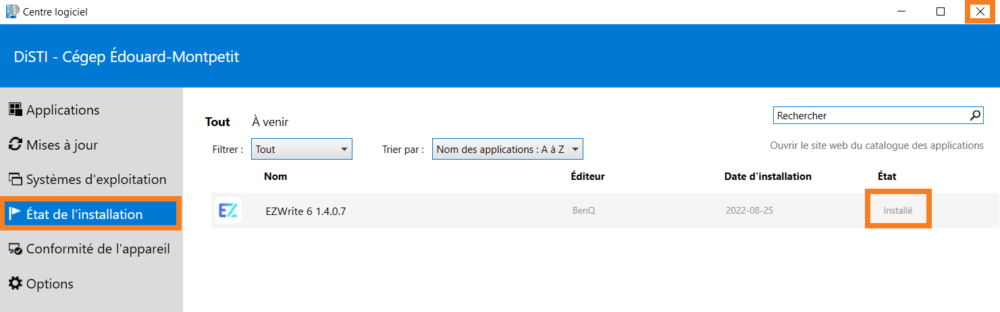 Centre logiciel
DiSTI - Cégep Édouard-Montpetit
Applications
Mises à jour
Systèmes d'exploitation
État de l'installation
Conformité de l'appareil
Options
Tout À venir
Rechercher
Filtrer : Tout Trier par : Nom des applications : A à Z
Ouvrir le site web du catalogue des applications
Nom Éditeur Date d'installation État
EZ EZWrite 6 1.4.0.7 BenQ 2022-08-25 Installé